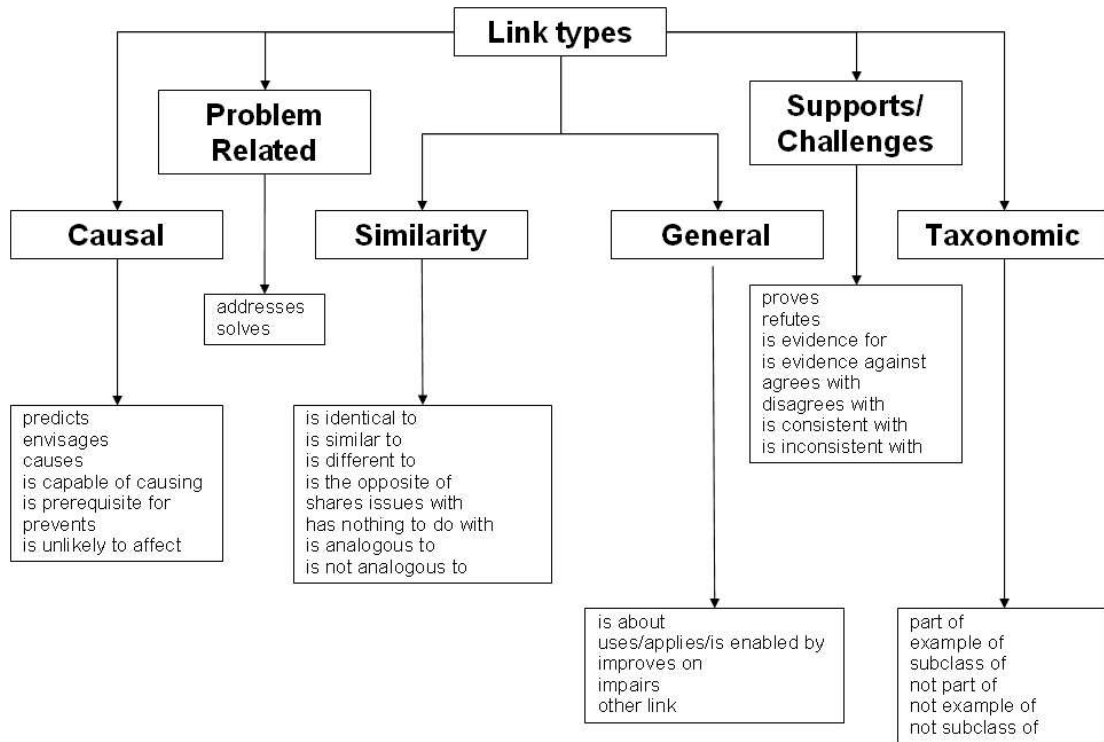 Link types
Problem
Related
Supports/
Challenges
Causal
Similarity
General
Taxonomic
addresses
solves
proves
refutes
is evidence for
is evidence against
agrees with
disagrees with
is consistent with
is inconsistent with
predicts
envisages
causes
is capable of causing
is prerequisite for
prevents
is unlikely to affect
is identical to
is similar to
is different to
is the opposite of
shares issues with
has nothing to do with
is analogous to
is not analogous to
is about
uses/applies/is enabled by
improves on
impairs
other link
part of
example of
subclass of
not part of
not example of
not subclass of